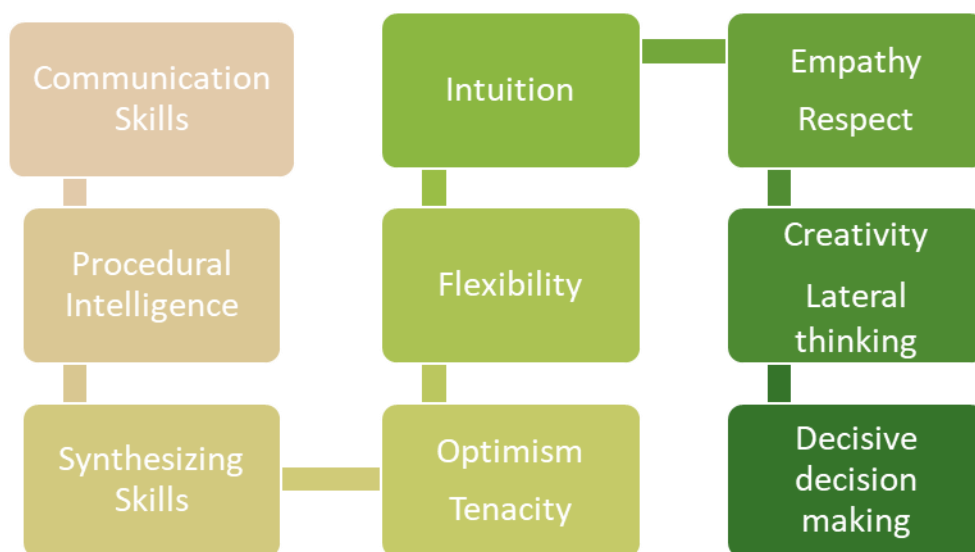 Communication
Skills
Procedural
Intelligence
Synthesizing
Skills
Optimism
Tenacity
Flexibility
Intuition
Empathy
Respect
Creativity
Lateral
thinking
Decisive
decision
making